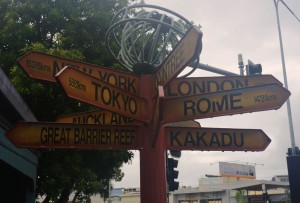 NEW YORK
TOKYO
AUCKLAND
GREAT BARRIER REEF
LONDON
ROME
KAKADU